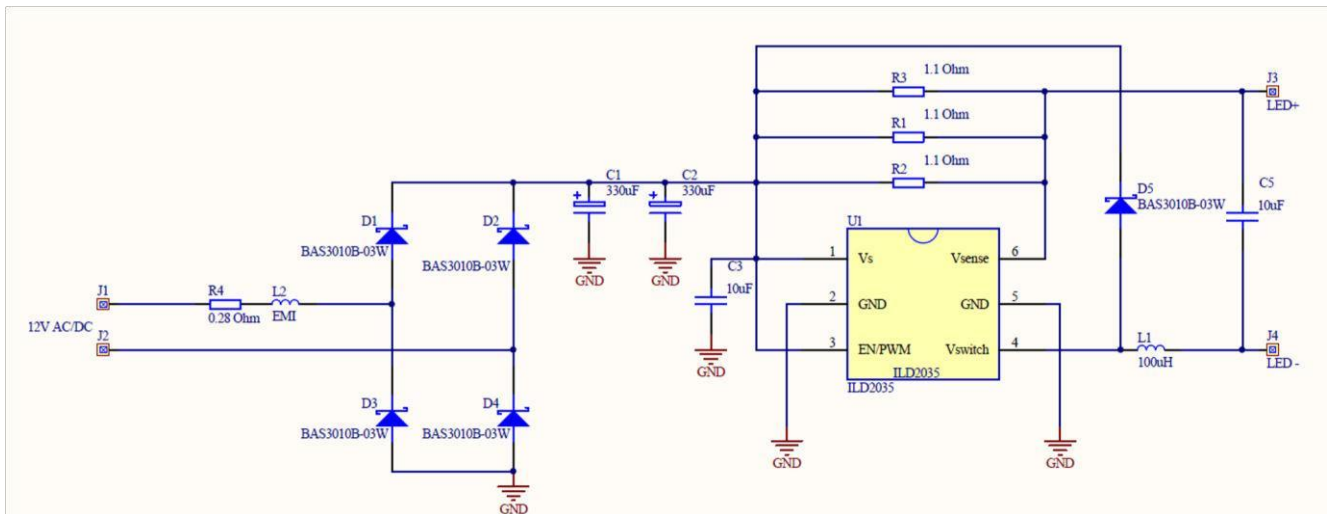 1.1 Ohm
R3
J3
LED+
1.1 Ohm
R1
1.1 Ohm
R2
C1
330uF
C2
330uF
D5
BAS3010B-03W
C5
10uF
D1
BAS3010B-03W
D2
BAS3010B-03W
U1
GND
GND
C3
10uF
1
Vs
Vsense
6
J1
R4
0.28 Ohm
L2
EMI
2
GND
GND
5
12V AC/DC
J2
GND
3
EN/PWM
Vswitch
4
L1
100uH
J4
LED -
ILD2035
ILD2035
D3
BAS3010B-03W
D4
BAS3010B-03W
GND
GND
GND